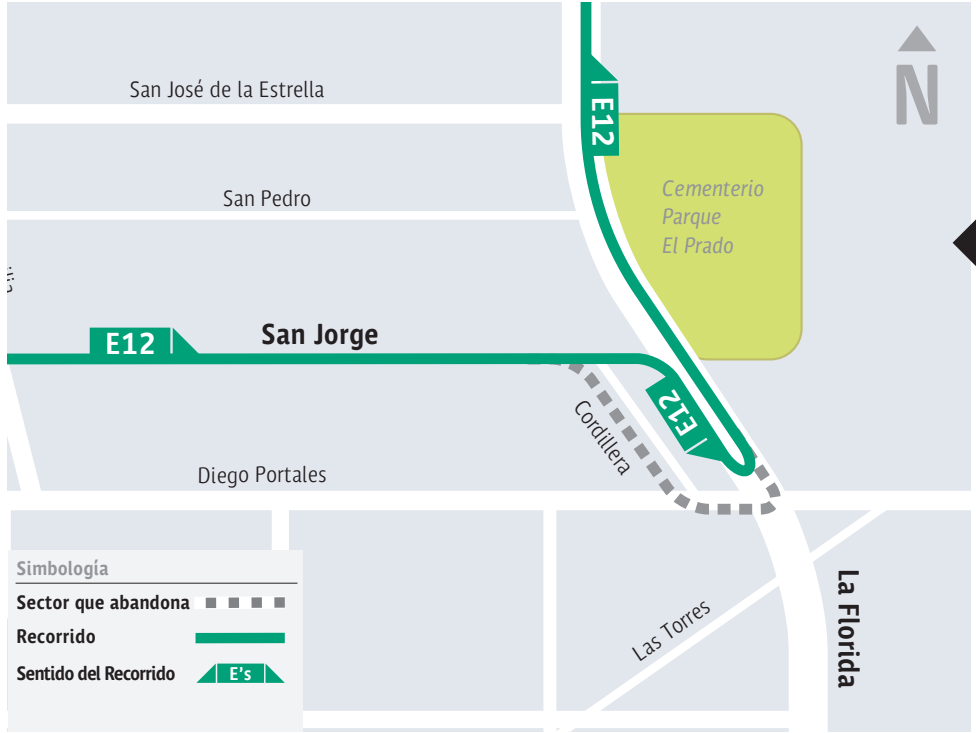 San José de la Estrella
E12
N
San Pedro
Cementerio
Parque
El Prado
E12
San Jorge
E12
Cordillera
Diego Portales
Simbología
Sector que abandona
Recorrido
Sentido del Recorrido
E's
Las Torres
La Florida